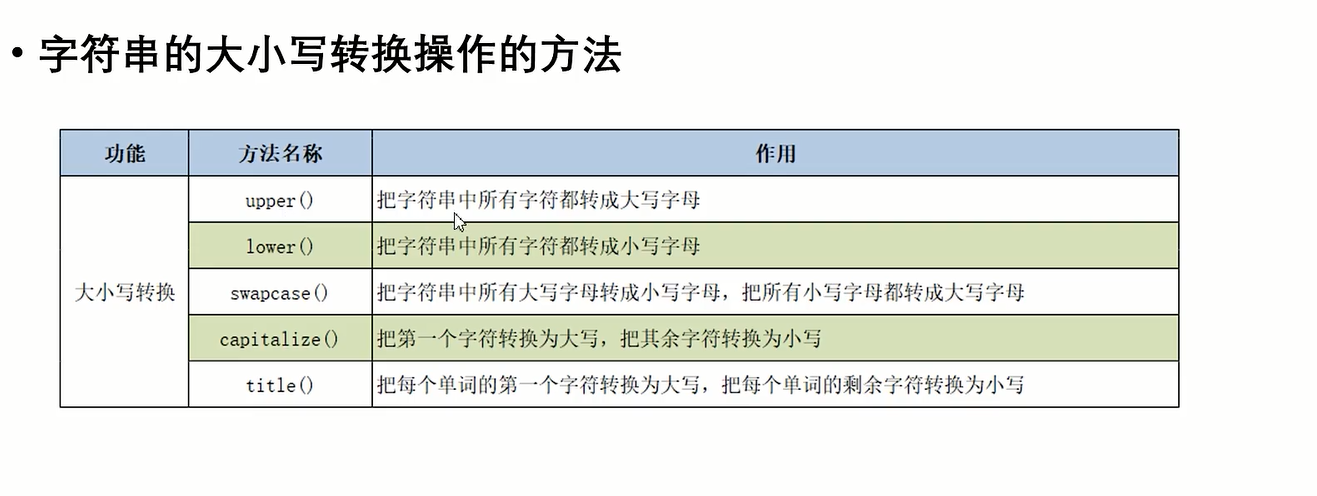 • 字符串的大小写转换操作的方法
功能 方法名称 作用
upper() 把字符串中所有字符都转成大写字母
lower() 把字符串中所有字符都转成小写字母
大小写转换 swapcase() 把字符串中所有大写字母转成小写字母，把所有小写字母都转成大写字母
capitalize() 把第一个字符转换为大写，把其余字符转换为小写
title() 把每个单词的第一个字符转换为大写，把每个单词的剩余字符转换为小写